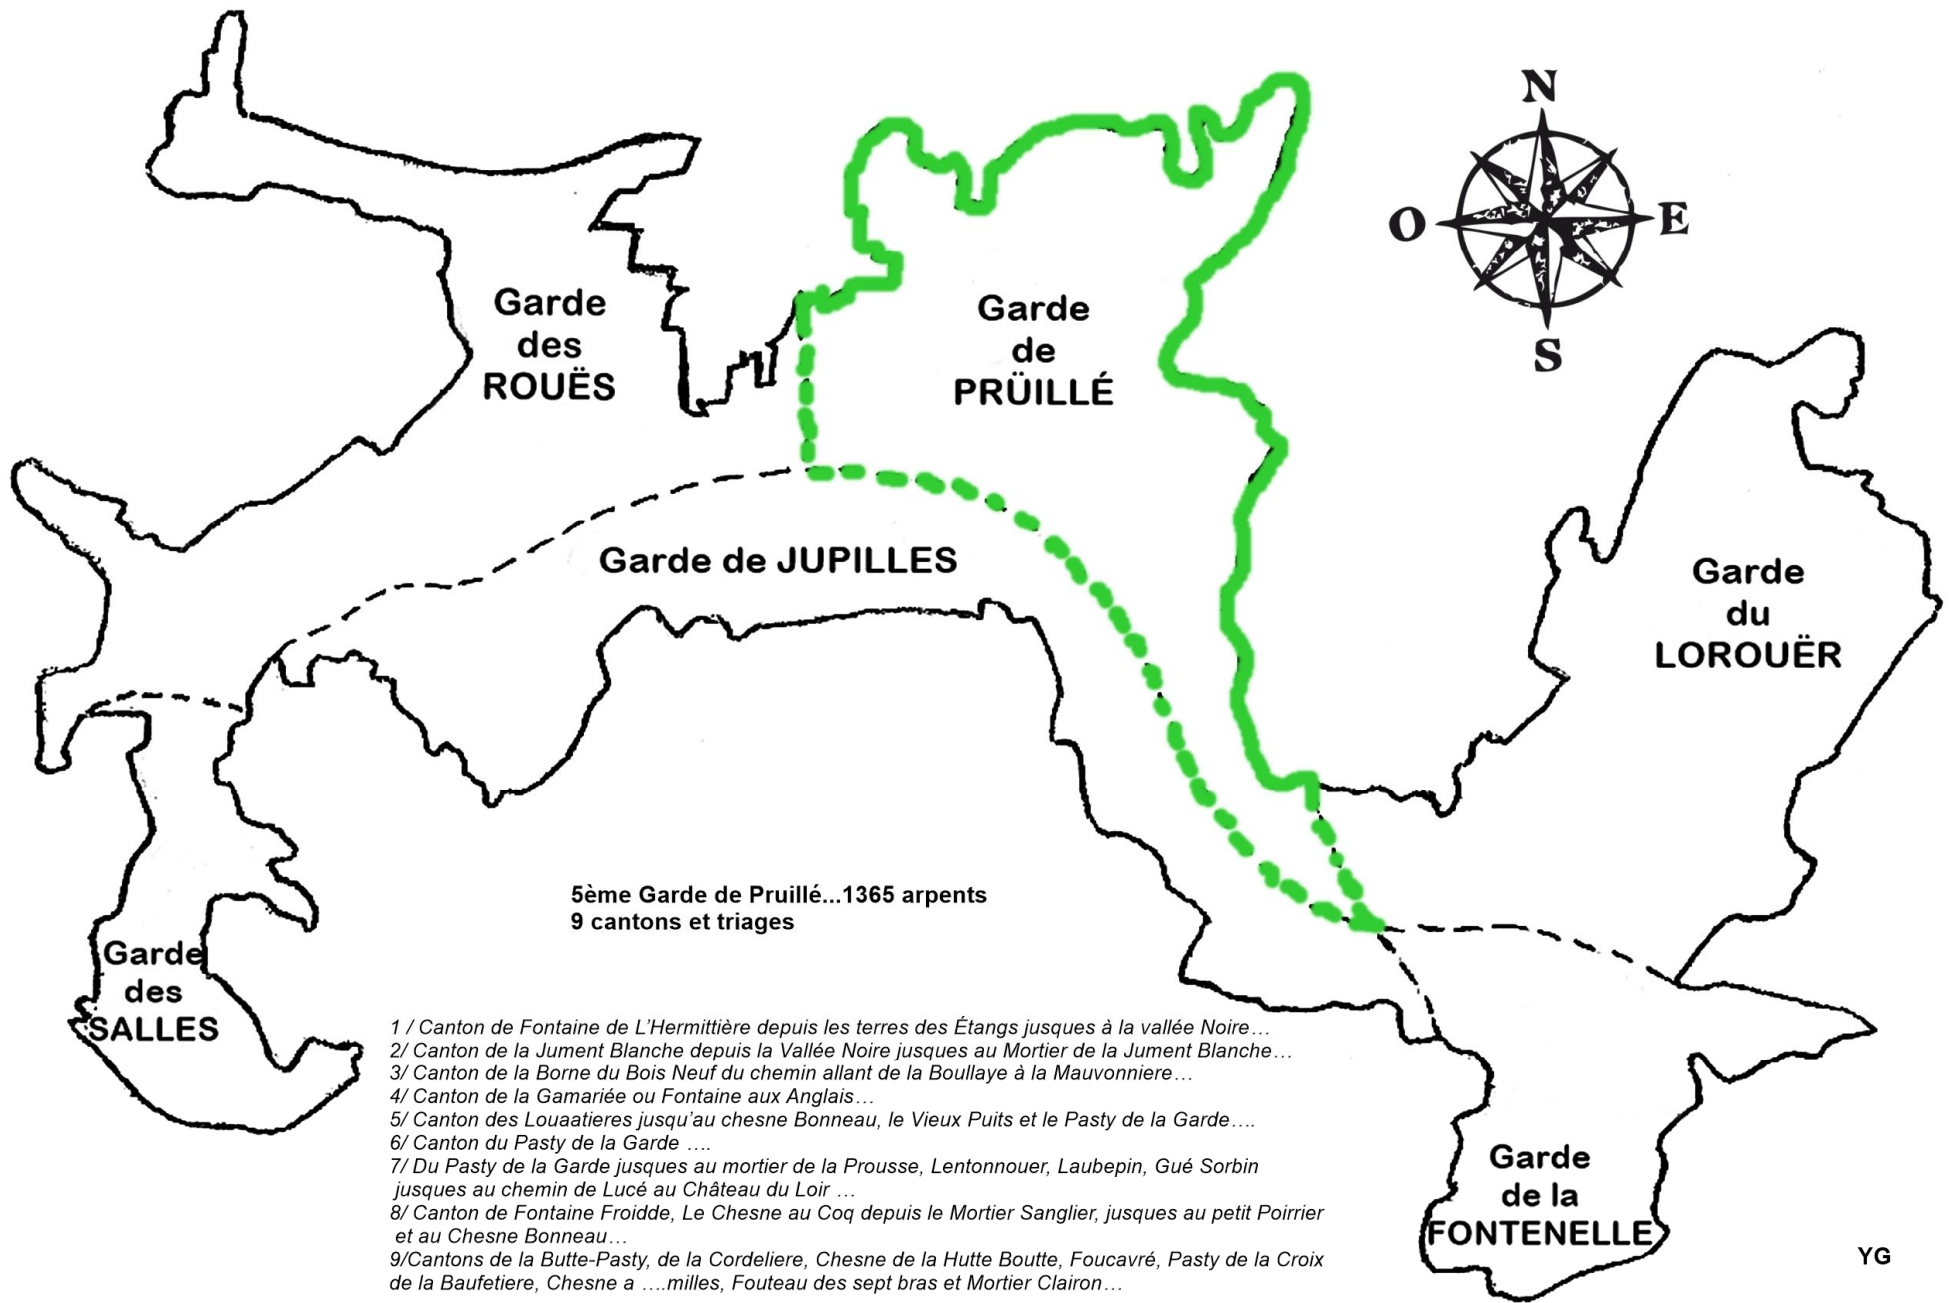 N
O
E
S
Garde
des
ROUËS
Garde
de
PRÜILLÉ
Garde de JUPILLES
Garde
du
LOROUËR
5ème Garde de Pruillé...1365 arpents
9 cantons et triages
Garde
des
SALLES
1 / Canton de Fontaine de L’Hermittière depuis les terres des Étangs jusques à la vallée Noire…
2/ Canton de la Jument Blanche depuis la Vallée Noire jusques au Mortier de la Jument Blanche…
3/ Canton de la Borne du Bois Neuf du chemin allant de la Boullaye à la Mauvonniere…
4/ Canton de la Gamariée ou Fontaine aux Anglais…
5/ Canton des Louaatieres jusqu’au chesne Bonneau, le Vieux Puits et le Pasty de la Garde….
6/ Canton du Pasty de la Garde ….
7/ Du Pasty de la Garde jusques au mortier de la Prousse, Lentonnouer, Laubepin, Gué Sorbin
jusques au chemin de Lucé au Château du Loir …
8/ Canton de Fontaine Froidde, Le Chesne au Coq depuis le Mortier Sanglier, jusques au petit Poirrier
et au Chesne Bonneau…
9/Cantons de la Butte-Pasty, de la Cordeliere, Chesne de la Hutte Boutte, Foucavré, Pasty de la Croix
de la Baufetiere, Chesne a ….milles, Fouteau des sept bras et Mortier Clairon…
Garde
de la
FONTENELLE
YG